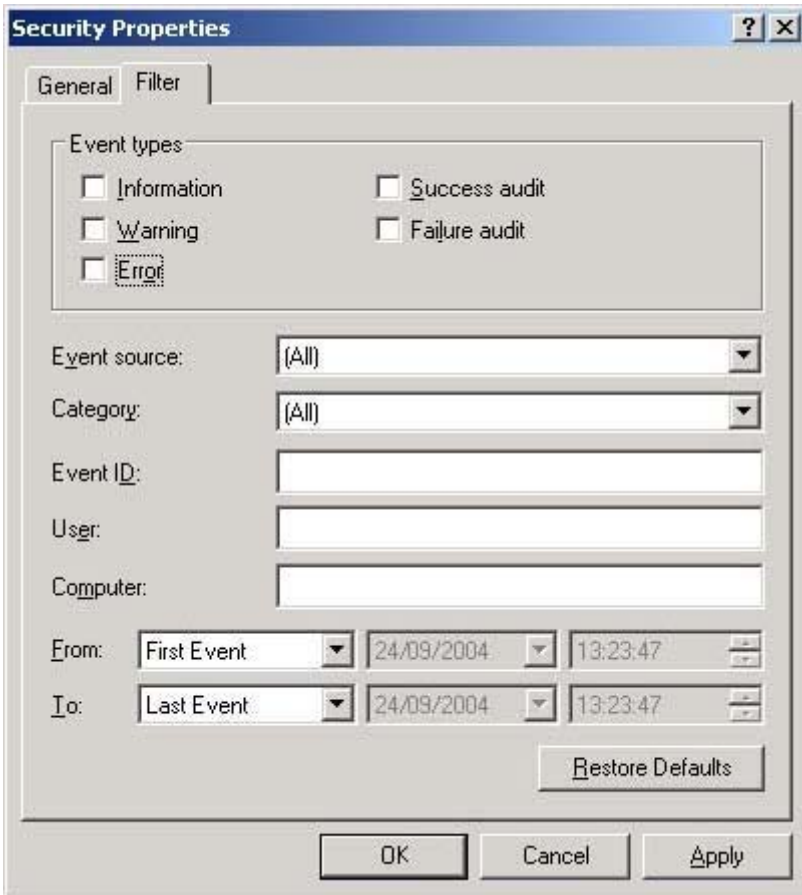 Security Properties
General Filter
Event types
Information Success audit
Warning Failure audit
Error
Event source: (All)
Category: (All)
Event ID:
User:
Computer:
From: First Event 24/09/2004 13:23:47
To: Last Event 24/09/2004 13:23:47
Restore Defaults
OK Cancel Apply